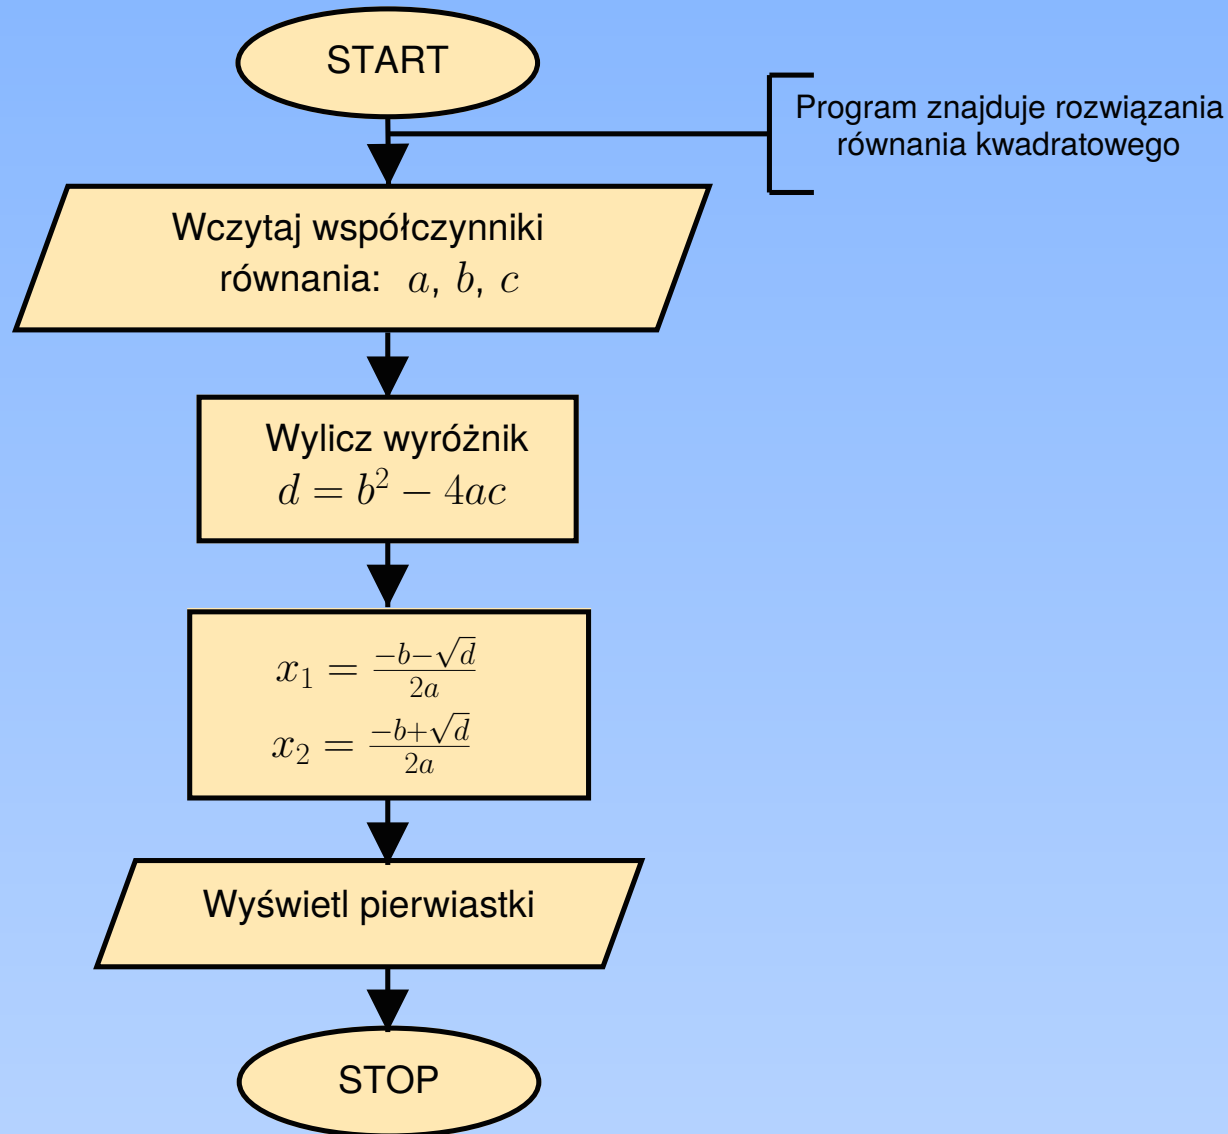 START
Program znajduje rozwiązania
równania kwadratowego
Wczytaj współczynniki
równania: a, b, c
Wylicz wyróżnik
d = b² − 4ac
x₁ = (−b−√d)/(2a)
x₂ = (−b+√d)/(2a)
Wyświetl pierwiastki
STOP